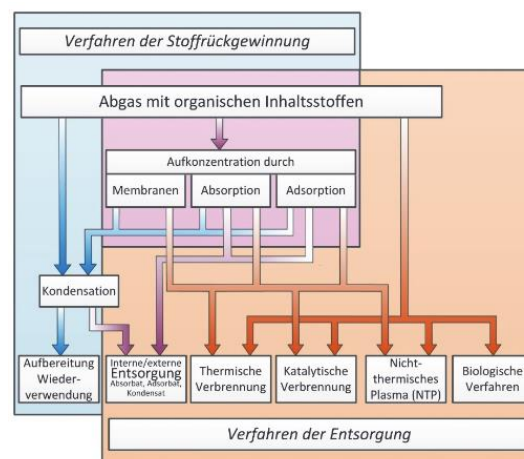 Verfahren der Stoffrückgewinnung
Abgas mit organischen Inhaltsstoffen
Aufkonzentration durch
Membranen
Absorption
Adsorption
Kondensation
Aufbereitung
Wieder-
verwendung
Interne/externe
Entsorgung
Absorbat, Adsorbat,
Kondensat
Thermische
Verbrennung
Katalytische
Verbrennung
Nicht-
thermisches
Plasma (NTP)
Biologische
Verfahren
Verfahren der Entsorgung